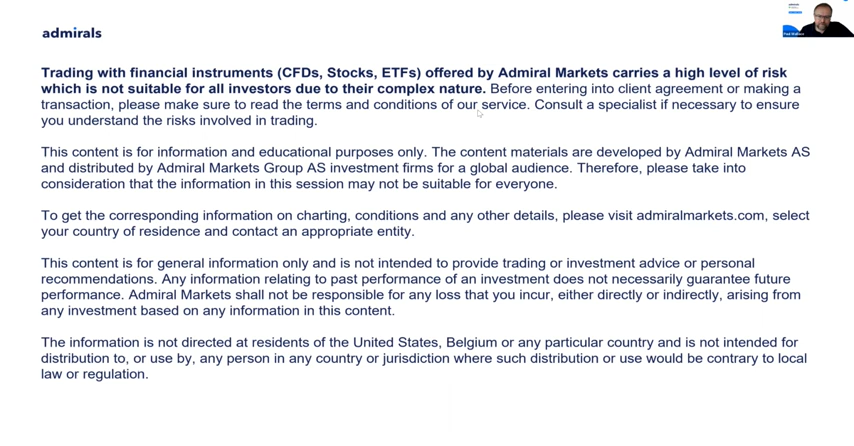 admirals
Trading with financial instruments (CFDs, Stocks, ETFs) offered by Admiral Markets carries a high level of risk
which is not suitable for all investors due to their complex nature. Before entering into client agreement or making a
transaction, please make sure to read the terms and conditions of our service. Consult a specialist if necessary to ensure
you understand the risks involved in trading.
This content is for information and educational purposes only. The content materials are developed by Admiral Markets AS
and distributed by Admiral Markets Group AS investment firms for a global audience. Therefore, please take into
consideration that the information in this session may not be suitable for everyone.
To get the corresponding information on charting, conditions and any other details, please visit admiralmarkets.com, select
your country of residence and contact an appropriate entity.
This content is for general information only and is not intended to provide trading or investment advice or personal
recommendations. Any information relating to past performance of an investment does not necessarily guarantee future
performance. Admiral Markets shall not be responsible for any loss that you incur, either directly or indirectly, arising from
any investment based on any information in this content.
The information is not directed at residents of the United States, Belgium or any particular country and is not intended for
distribution to, or use by, any person in any country or jurisdiction where such distribution or use would be contrary to local
law or regulation.